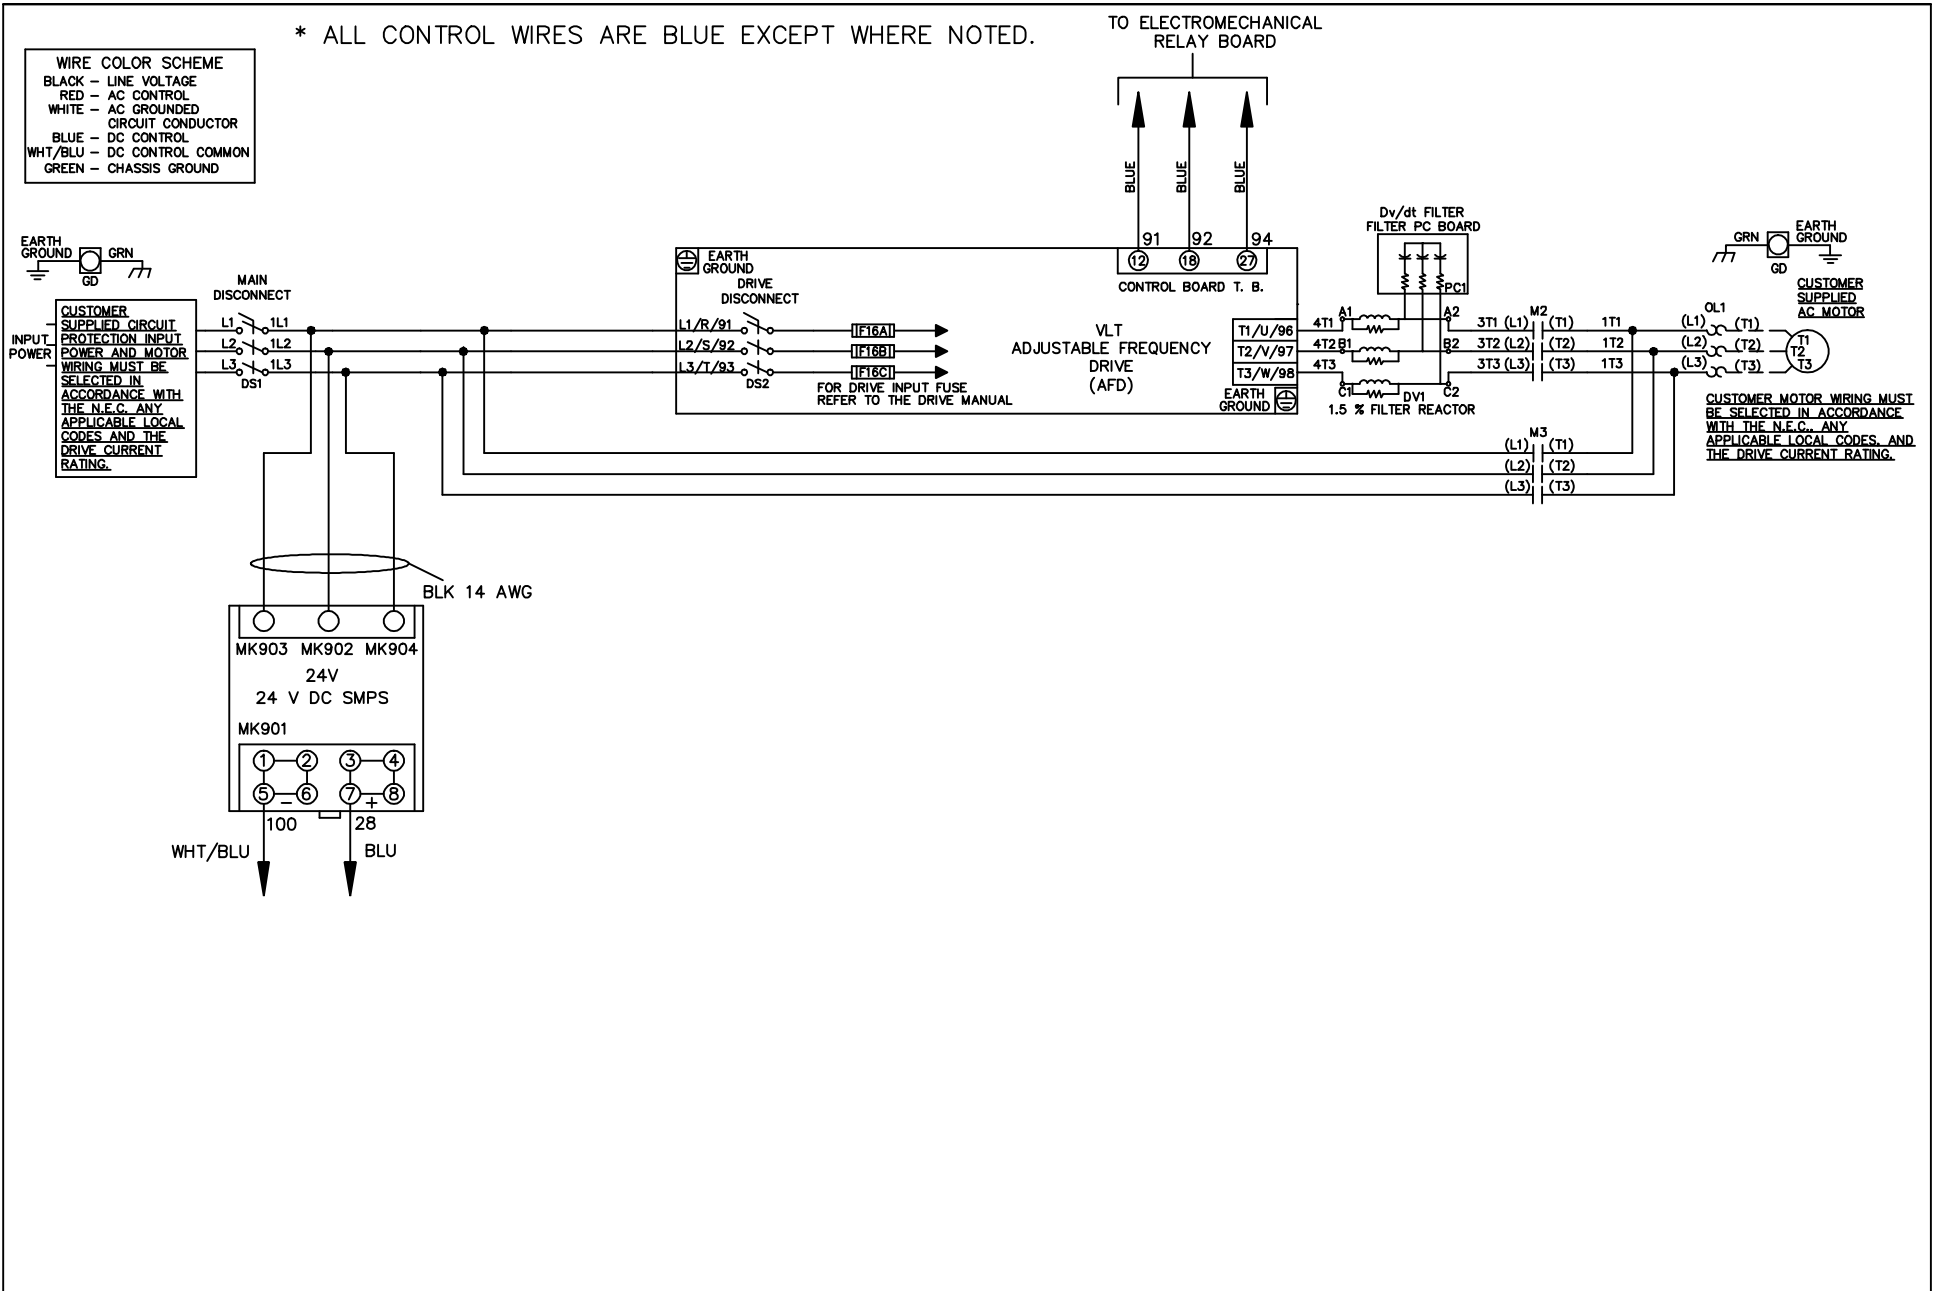 * ALL CONTROL WIRES ARE BLUE EXCEPT WHERE NOTED.
TO ELECTROMECHANICAL
RELAY BOARD
WIRE COLOR SCHEME
BLACK – LINE VOLTAGE
RED – AC CONTROL
WHITE – AC GROUNDED
CIRCUIT CONDUCTOR
BLUE – DC CONTROL
WHT/BLU – DC CONTROL COMMON
GREEN – CHASSIS GROUND
BLUE
BLUE
BLUE
91 92 94
12 18 27
CONTROL BOARD T. B.
EARTH
GROUND
GRN
GD
INPUT
POWER
CUSTOMER
SUPPLIED CIRCUIT
PROTECTION INPUT
POWER AND MOTOR
WIRING MUST BE
SELECTED IN
ACCORDANCE WITH
THE N.E.C. ANY
APPLICABLE LOCAL
CODES AND THE
DRIVE CURRENT
RATING.
MAIN
DISCONNECT
L1 1L1
L2 1L2
L3 1L3
DS1
EARTH
GROUND
DRIVE
DISCONNECT
L1/R/91
L2/S/92
L3/T/93
DS2
F16A
F16B
F16C
FOR DRIVE INPUT FUSE
REFER TO THE DRIVE MANUAL
VLT
ADJUSTABLE FREQUENCY
DRIVE
(AFD)
T1/U/96
T2/V/97
T3/W/98
EARTH
GROUND
Dv/dt FILTER
FILTER PC BOARD
PC1
4T1 A1 A2
4T2 B1 B2
4T3 C1 C2
DV1
1.5 % FILTER REACTOR
M2
3T1 (L1) (T1) 1T1
3T2 (L2) (T2) 1T2
3T3 (L3) (T3) 1T3
M3
(L1) (T1)
(L2) (T2)
(L3) (T3)
OL1
(L1) (T1)
(L2) (T2)
(L3) (T3)
T1
T2
T3
GRN
GD
EARTH
GROUND
CUSTOMER
SUPPLIED
AC MOTOR
CUSTOMER MOTOR WIRING MUST
BE SELECTED IN ACCORDANCE
WITH THE N.E.C., ANY
APPLICABLE LOCAL CODES, AND
THE DRIVE CURRENT RATING.
BLK 14 AWG
MK903 MK902 MK904
24V
24 V DC SMPS
MK901
1 2 3 4
5 – 6 7 + 8
100 28
WHT/BLU BLU